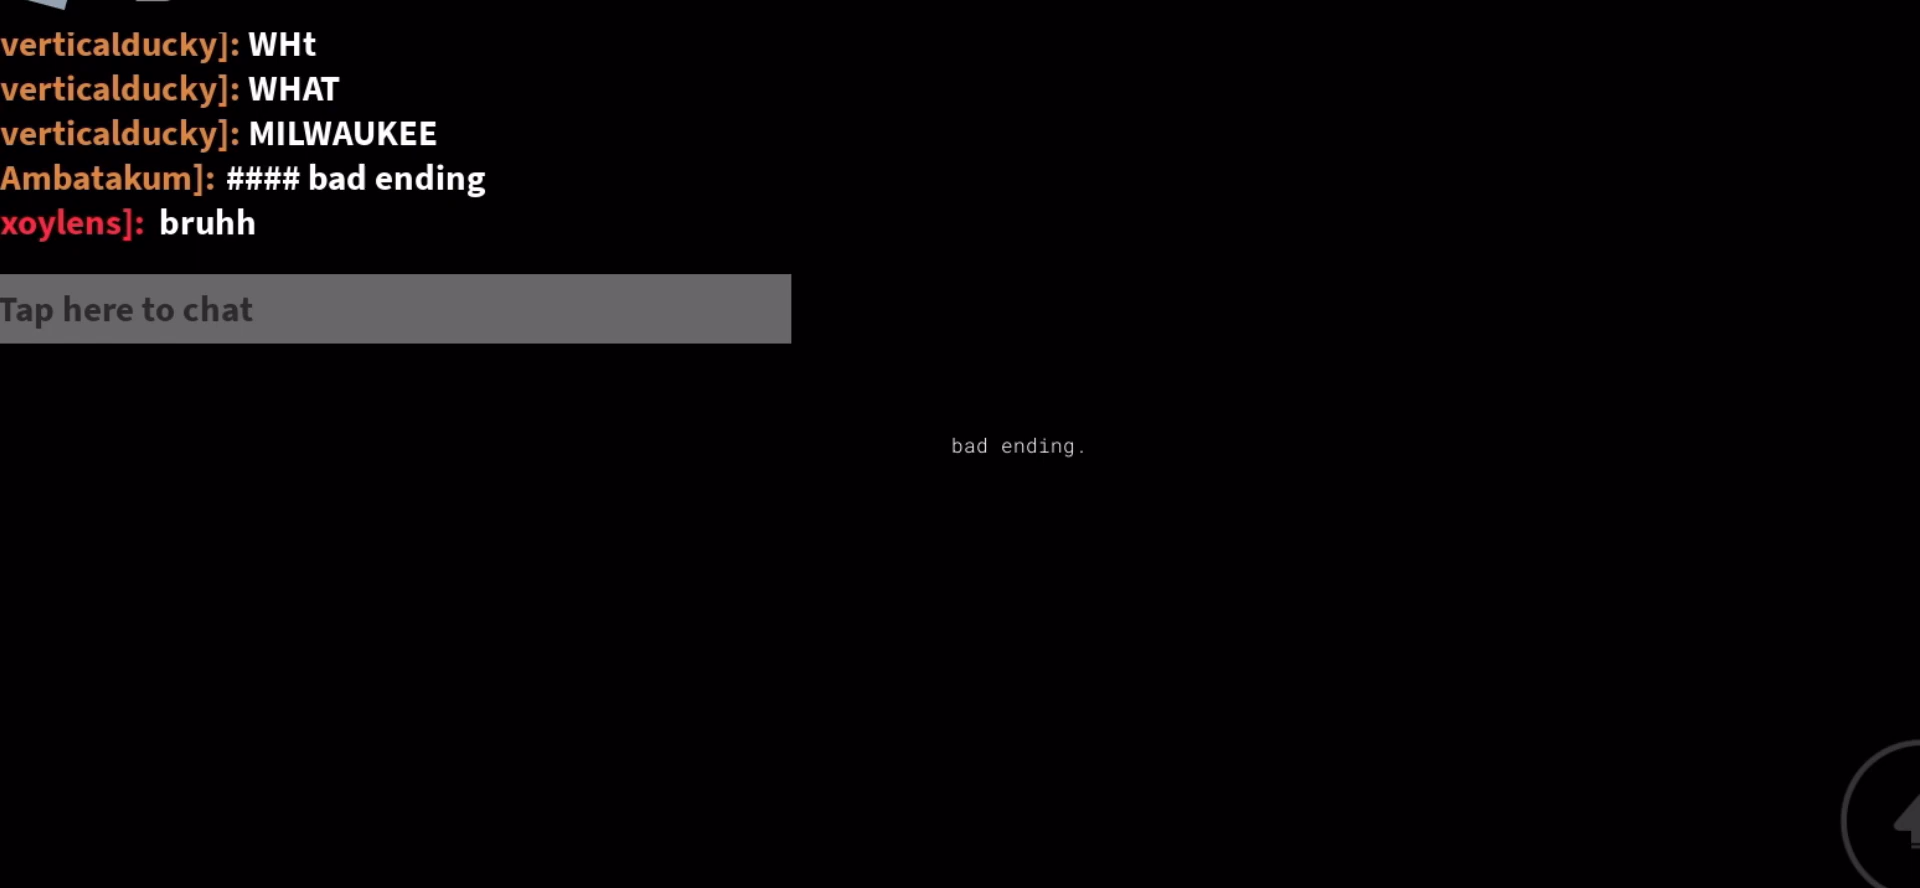 verticalducky]: WHt
verticalducky]: WHAT
verticalducky]: MILWAUKEE
Ambatakum]: #### bad ending
xoylens]: bruhh
Tap here to chat
bad ending.